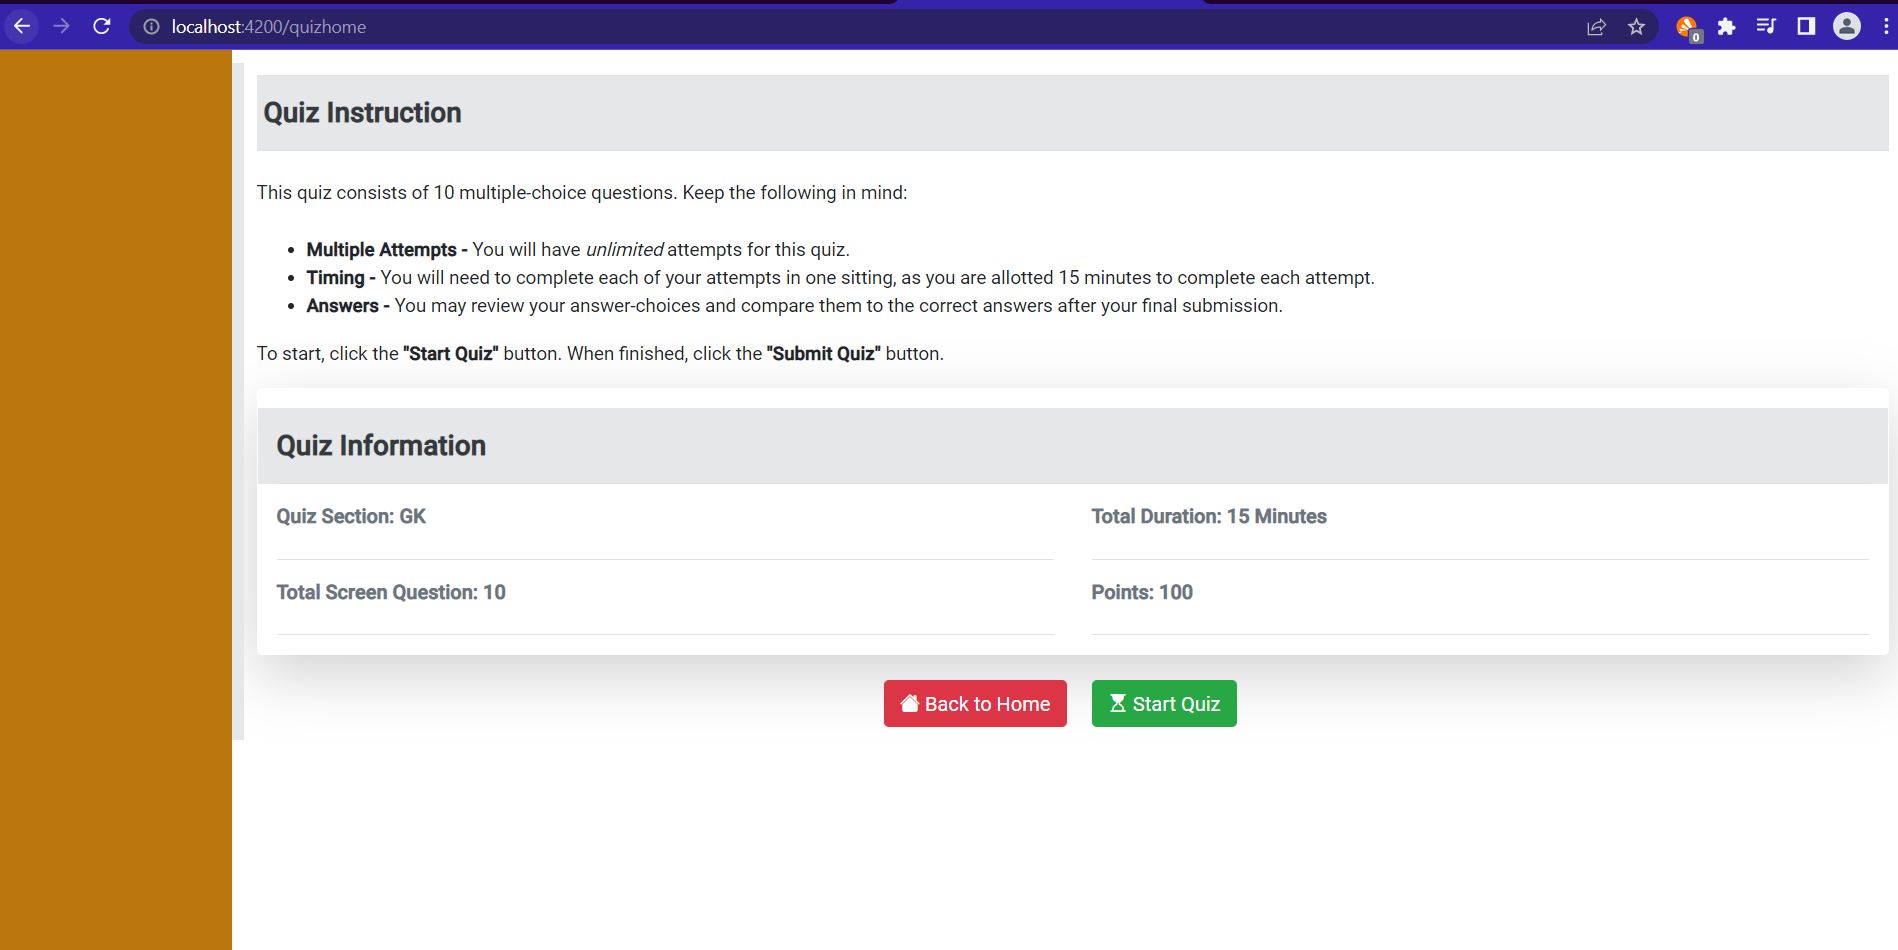 localhost:4200/quizhome
0
Quiz Instruction
This quiz consists of 10 multiple-choice questions. Keep the following in mind:
Multiple Attempts - You will have unlimited attempts for this quiz.
Timing - You will need to complete each of your attempts in one sitting, as you are allotted 15 minutes to complete each attempt.
Answers - You may review your answer-choices and compare them to the correct answers after your final submission.
To start, click the "Start Quiz" button. When finished, click the "Submit Quiz" button.
Quiz Information
Quiz Section: GK
Total Duration: 15 Minutes
Total Screen Question: 10
Points: 100
Back to Home
Start Quiz